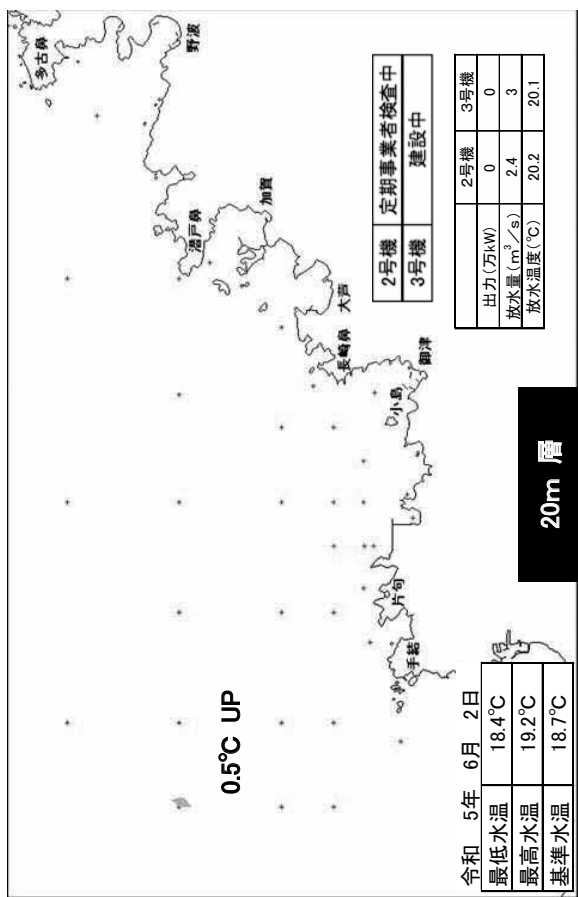 多古鼻
野波
潜戸鼻
加賀
大芦
長崎鼻
御津
小島
片句
手結
0.5℃ UP
2号機 定期事業者検査中
3号機 建設中
2号機 3号機
出力(万kW) 0 0
放水量(m³/s) 2.4 3
放水温度(℃) 20.2 20.1
20m 層
令和 5年 6月 2日
最低水温 18.4℃
最高水温 19.2℃
基準水温 18.7℃